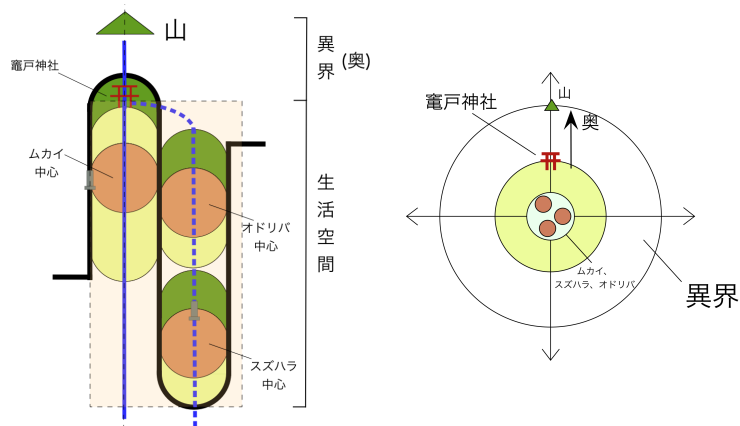 山
異
界
(奥)
竈戸神社
ムカイ
中心
生
活
空
間
オドリバ
中心
スズハラ
中心
山
竈戸神社
奥
ムカイ、
スズハラ、オドリバ
異界